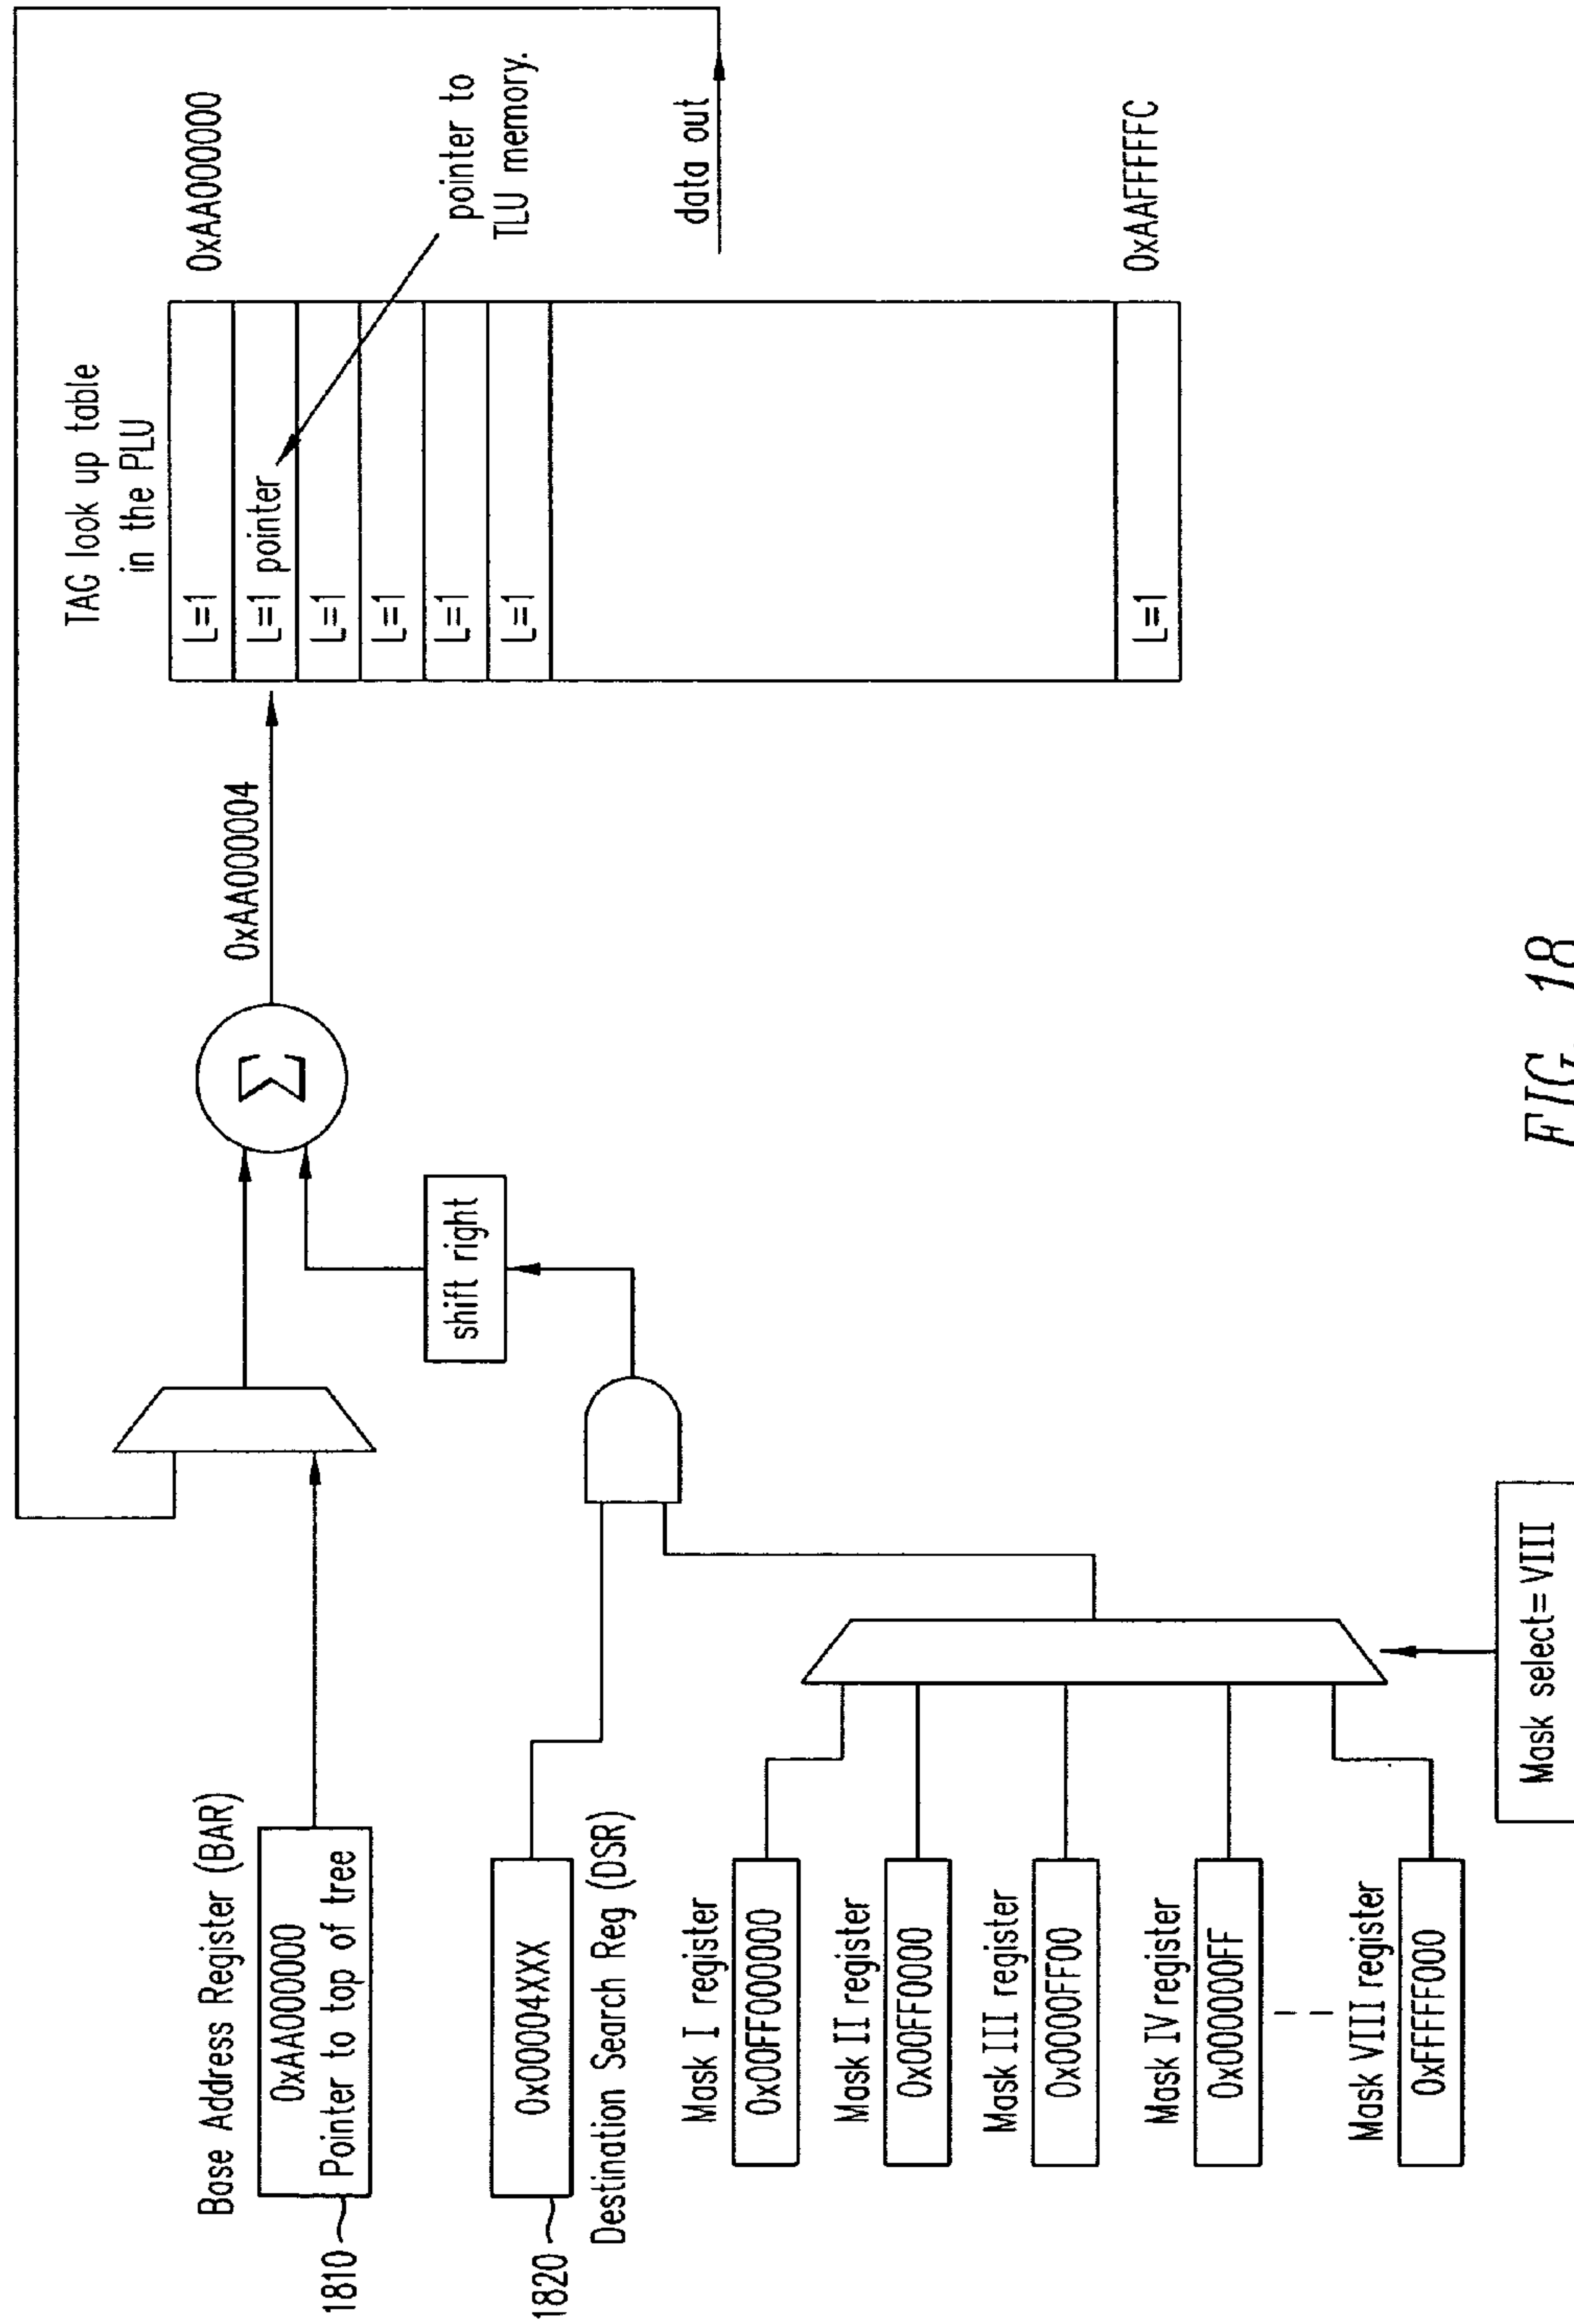 Base Address Register (BAR)
1810
0xAA000000
Pointer to top of tree
1820
0x00004XXX
Destination Search Reg (DSR)
Mask I register
0x00FF000000
Mask II register
0x00FF0000
Mask III register
0x0000FF00
Mask IV register
0x000000FF
Mask VIII register
0xFFFFF000
Mask select= VIII
shift right
Σ
0xAA000004
TAG look up table
in the PLU
L=1
L=1 pointer
L=1
L=1
L=1
L=1
L=1
0xAA000000
pointer to
TLU memory.
data out
0xAAFFFFFC
FIG. 18